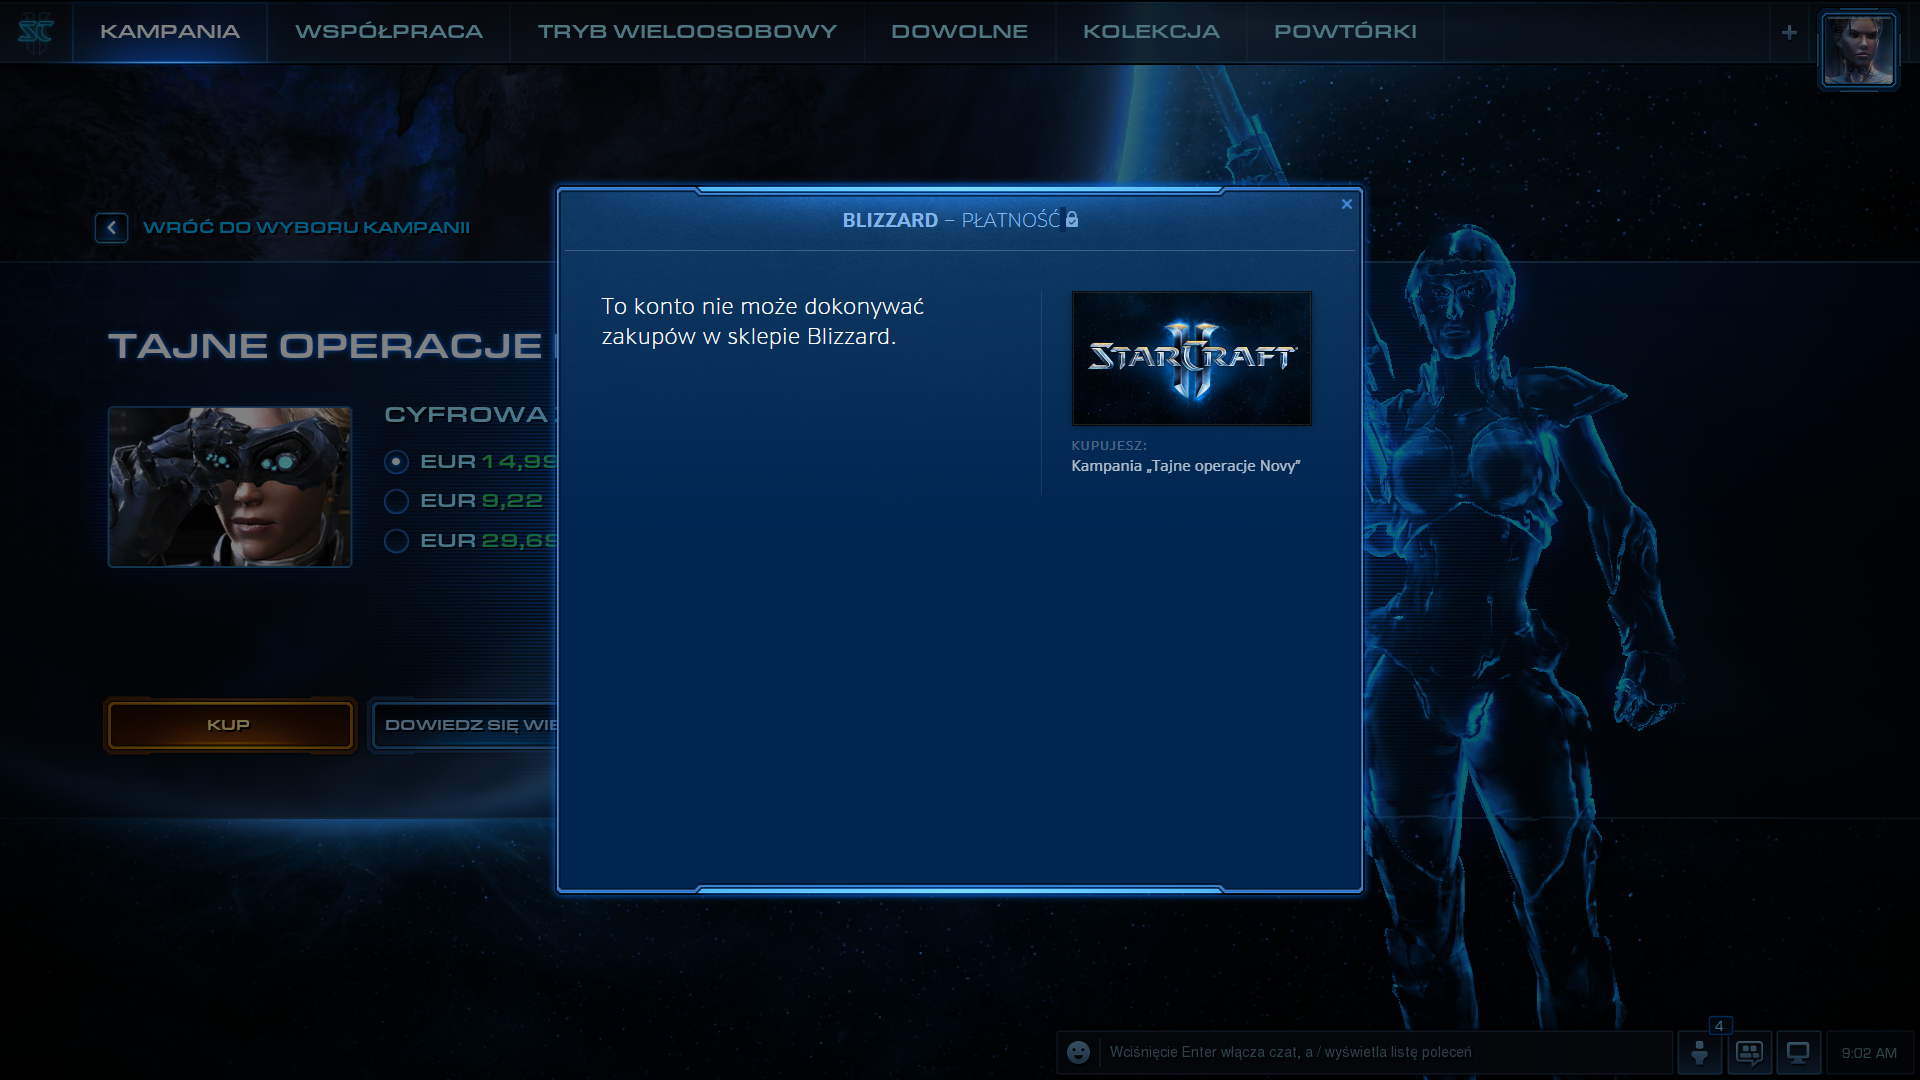 KAMPANIA
WSPÓŁPRACA
TRYB WIELOOSOBOWY
DOWOLNE
KOLEKCJA
POWTÓRKI
WRÓĆ DO WYBORU KAMPANII
TAJNE OPERACJE
CYFROWA
EUR 14,99
EUR 9,22
EUR 29,69
KUP
DOWIEDZ SIĘ
BLIZZARD – PŁATNOŚĆ
To konto nie może dokonywać
zakupów w sklepie Blizzard.
STARCRAFT II
KUPUJESZ:
Kampania „Tajne operacje Novy”
4
Wciśnięcie Enter włącza czat, a / wyświetla listę poleceń
9:02 AM